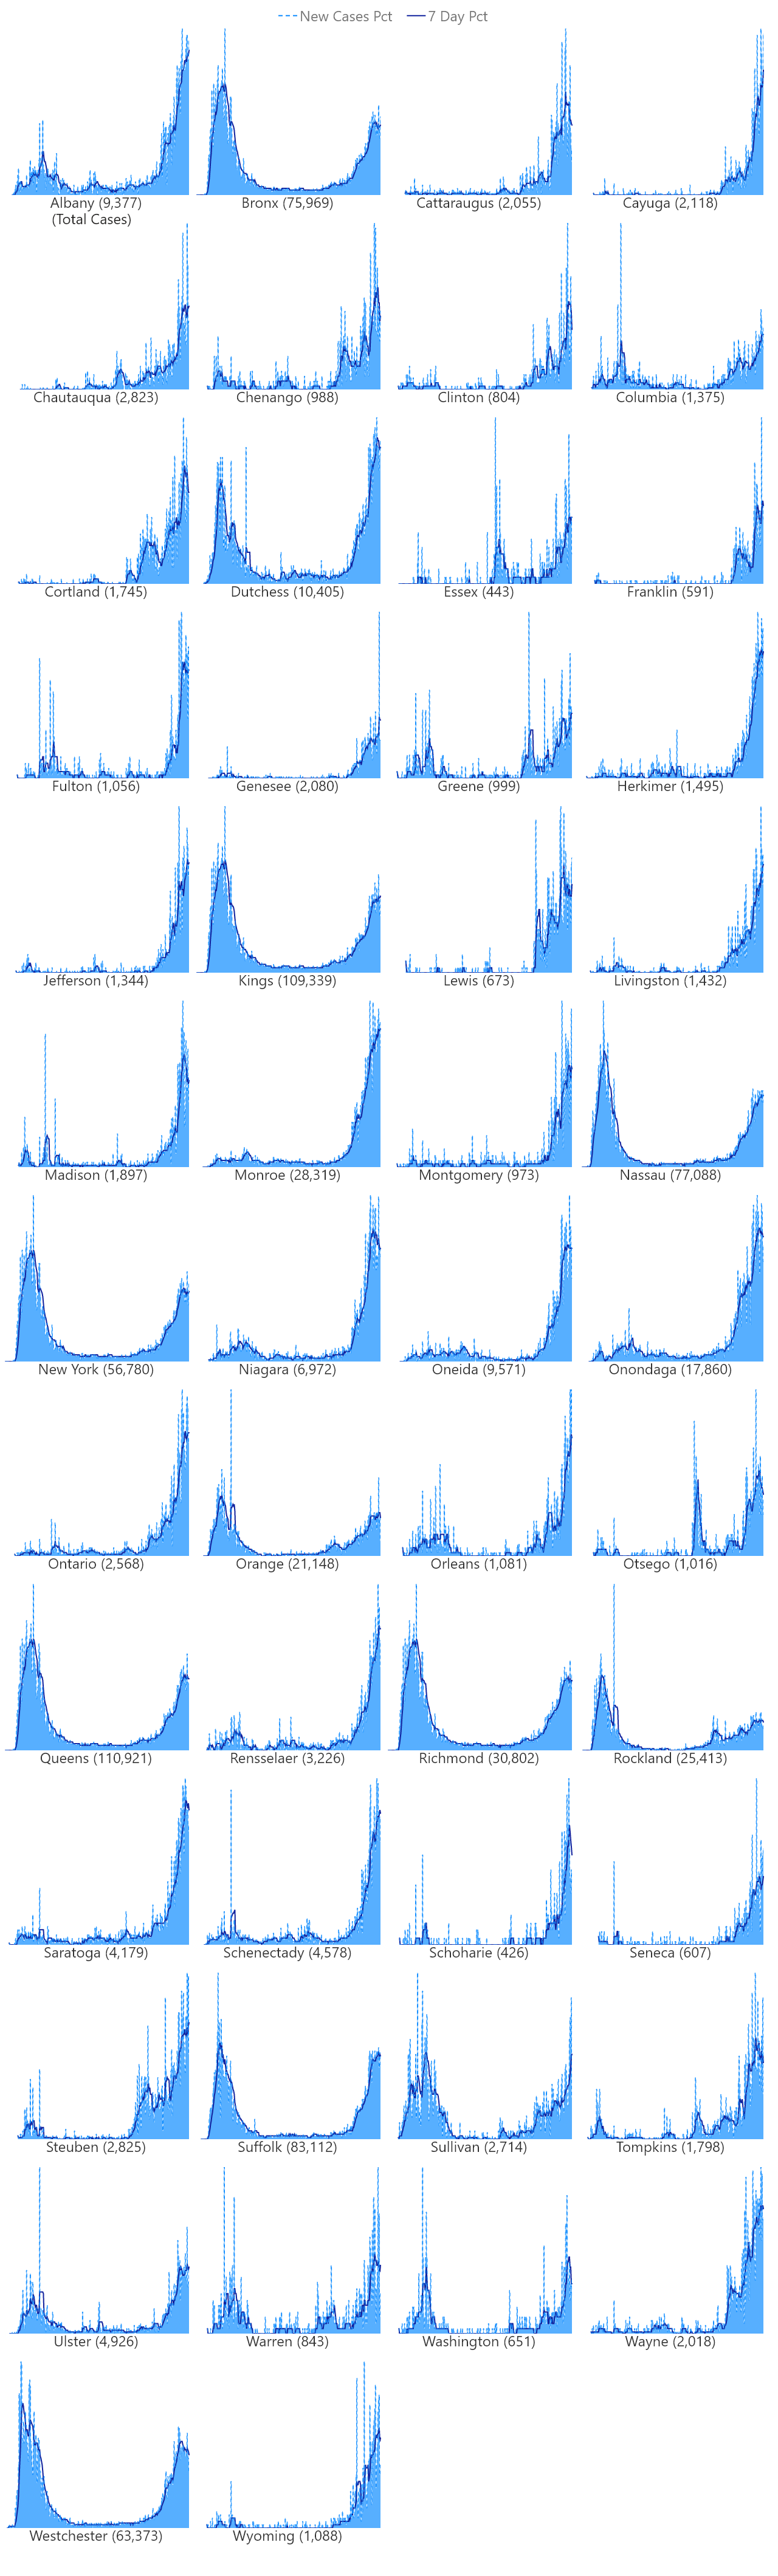 New Cases Pct 7 Day Pct
Albany (9,377) Bronx (75,969) Cattaraugus (2,055) Cayuga (2,118)
(Total Cases)
Chautauqua (2,823) Chenango (988) Clinton (804) Columbia (1,375)
Cortland (1,745) Dutchess (10,405) Essex (443) Franklin (591)
Fulton (1,056) Genesee (2,080) Greene (999) Herkimer (1,495)
Jefferson (1,344) Kings (109,339) Lewis (673) Livingston (1,432)
Madison (1,897) Monroe (28,319) Montgomery (973) Nassau (77,088)
New York (56,780) Niagara (6,972) Oneida (9,571) Onondaga (17,860)
Ontario (2,568) Orange (21,148) Orleans (1,081) Otsego (1,016)
Queens (110,921) Rensselaer (3,226) Richmond (30,802) Rockland (25,413)
Saratoga (4,179) Schenectady (4,578) Schoharie (426) Seneca (607)
Steuben (2,825) Suffolk (83,112) Sullivan (2,714) Tompkins (1,798)
Ulster (4,926) Warren (843) Washington (651) Wayne (2,018)
Westchester (63,373) Wyoming (1,088)